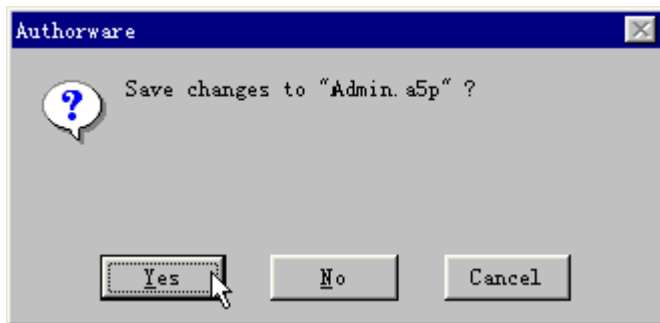 Authorware
Save changes to "Admin.a5p" ?
Yes
No
Cancel